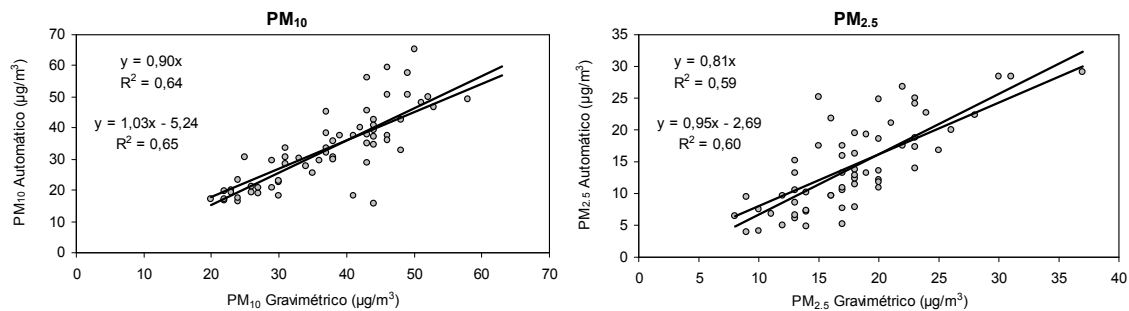 PM10
PM10 Automático (µg/m³)
70
60
50
40
30
20
10
0
y = 0,90x
R² = 0,64
y = 1,03x - 5,24
R² = 0,65
0 10 20 30 40 50 60 70
PM10 Gravimétrico (µg/m³)
PM2.5
PM2.5 Automático (µg/m³)
35
30
25
20
15
10
5
0
y = 0,81x
R² = 0,59
y = 0,95x - 2,69
R² = 0,60
0 5 10 15 20 25 30 35 40
PM2.5 Gravimétrico (µg/m³)